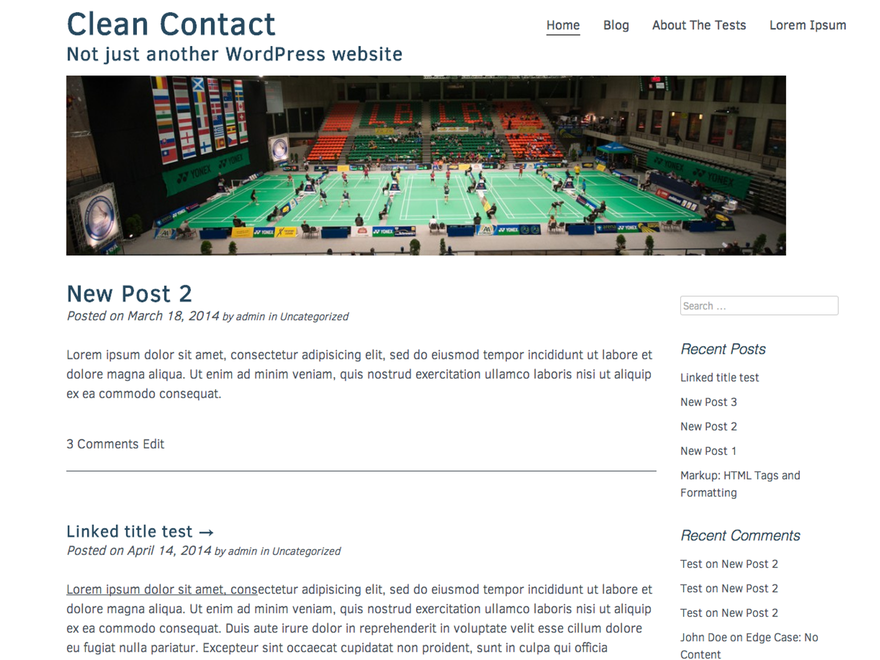 Clean Contact
Not just another WordPress website
Home Blog About The Tests Lorem Ipsum
YONEX
YONEX
New Post 2
Posted on March 18, 2014 by admin in Uncategorized
Lorem ipsum dolor sit amet, consectetur adipisicing elit, sed do eiusmod tempor incididunt ut labore et
dolore magna aliqua. Ut enim ad minim veniam, quis nostrud exercitation ullamco laboris nisi ut aliquip
ex ea commodo consequat.
3 Comments Edit
Linked title test →
Posted on April 14, 2014 by admin in Uncategorized
Lorem ipsum dolor sit amet, consectetur adipisicing elit, sed do eiusmod tempor incididunt ut labore et
dolore magna aliqua. Ut enim ad minim veniam, quis nostrud exercitation ullamco laboris nisi ut aliquip
ex ea commodo consequat. Duis aute irure dolor in reprehenderit in voluptate velit esse cillum dolore
eu fugiat nulla pariatur. Excepteur sint occaecat cupidatat non proident, sunt in culpa qui officia
Search ...
Recent Posts
Linked title test
New Post 3
New Post 2
New Post 1
Markup: HTML Tags and
Formatting
Recent Comments
Test on New Post 2
Test on New Post 2
Test on New Post 2
John Doe on Edge Case: No
Content